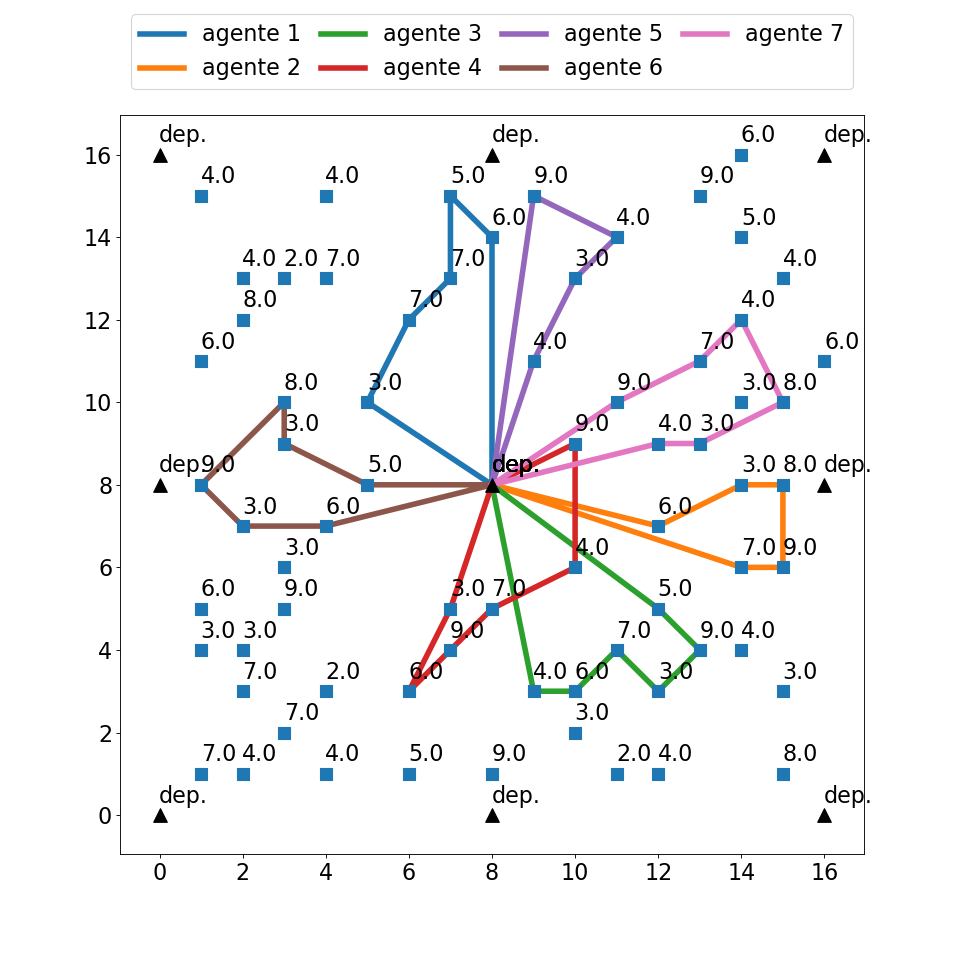 agente 1 agente 3 agente 5 agente 7
agente 2 agente 4 agente 6
dep. dep. 6.0 dep.
16
4.0 4.0 5.0 9.0 9.0
6.0 4.0 5.0
14
4.0 2.0 7.0 7.0 3.0 4.0
8.0 7.0 4.0
12
6.0 4.0 7.0 6.0
8.0 3.0 9.0 3.0 8.0
10
3.0 9.0 4.0 3.0
dep. 9.0 5.0 dep. 3.0 8.0 dep.
8
3.0 6.0 6.0
3.0 4.0 7.0 9.0
6
6.0 9.0 3.0 7.0 5.0
3.0 3.0 9.0 7.0 9.0 4.0
4
7.0 2.0 6.0 4.0 6.0 3.0 3.0
7.0 3.0
2
7.0 4.0 4.0 5.0 9.0 2.0 4.0 8.0
dep. dep. dep.
0
0 2 4 6 8 10 12 14 16